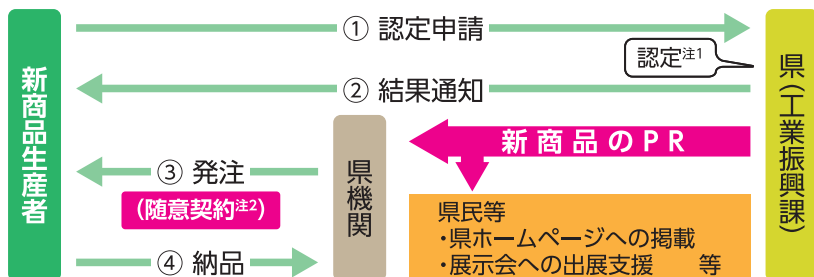 ① 認定申請
認定注1
② 結果通知
新商品生産者
県（工業振興課）
新商品のPR
県機関
③ 発注
（随意契約注2）
④ 納品
県民等
・県ホームページへの掲載
・展示会への出展支援　等